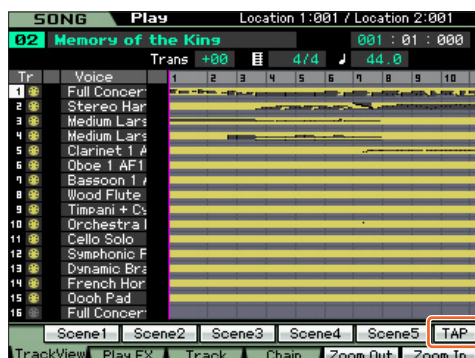 SONG Play Location 1:001 / Location 2:001
02 Memory of the King 001 : 01 : 000
Trans +00 4/4 44.0
Tr Voice 1 2 3 4 5 6 7 8 9 10
1 Full Concer
2 Stereo Har
3 Medium Larg
4 Medium Larg
5 Clarinet 1 A
6 Oboe 1 AF1
7 Bassoon 1
8 Wood Flute
9 Timpani + Cy
10 Orchestra
11 Cello Solo
12 Symphonic F
13 Dynamic Bra
14 French Hor
15 Oooh Pad
16 Full Concer
Scene1 Scene2 Scene3 Scene4 Scene5 TAP
TrackView Play FX Track Chain Zoom Out Zoom In